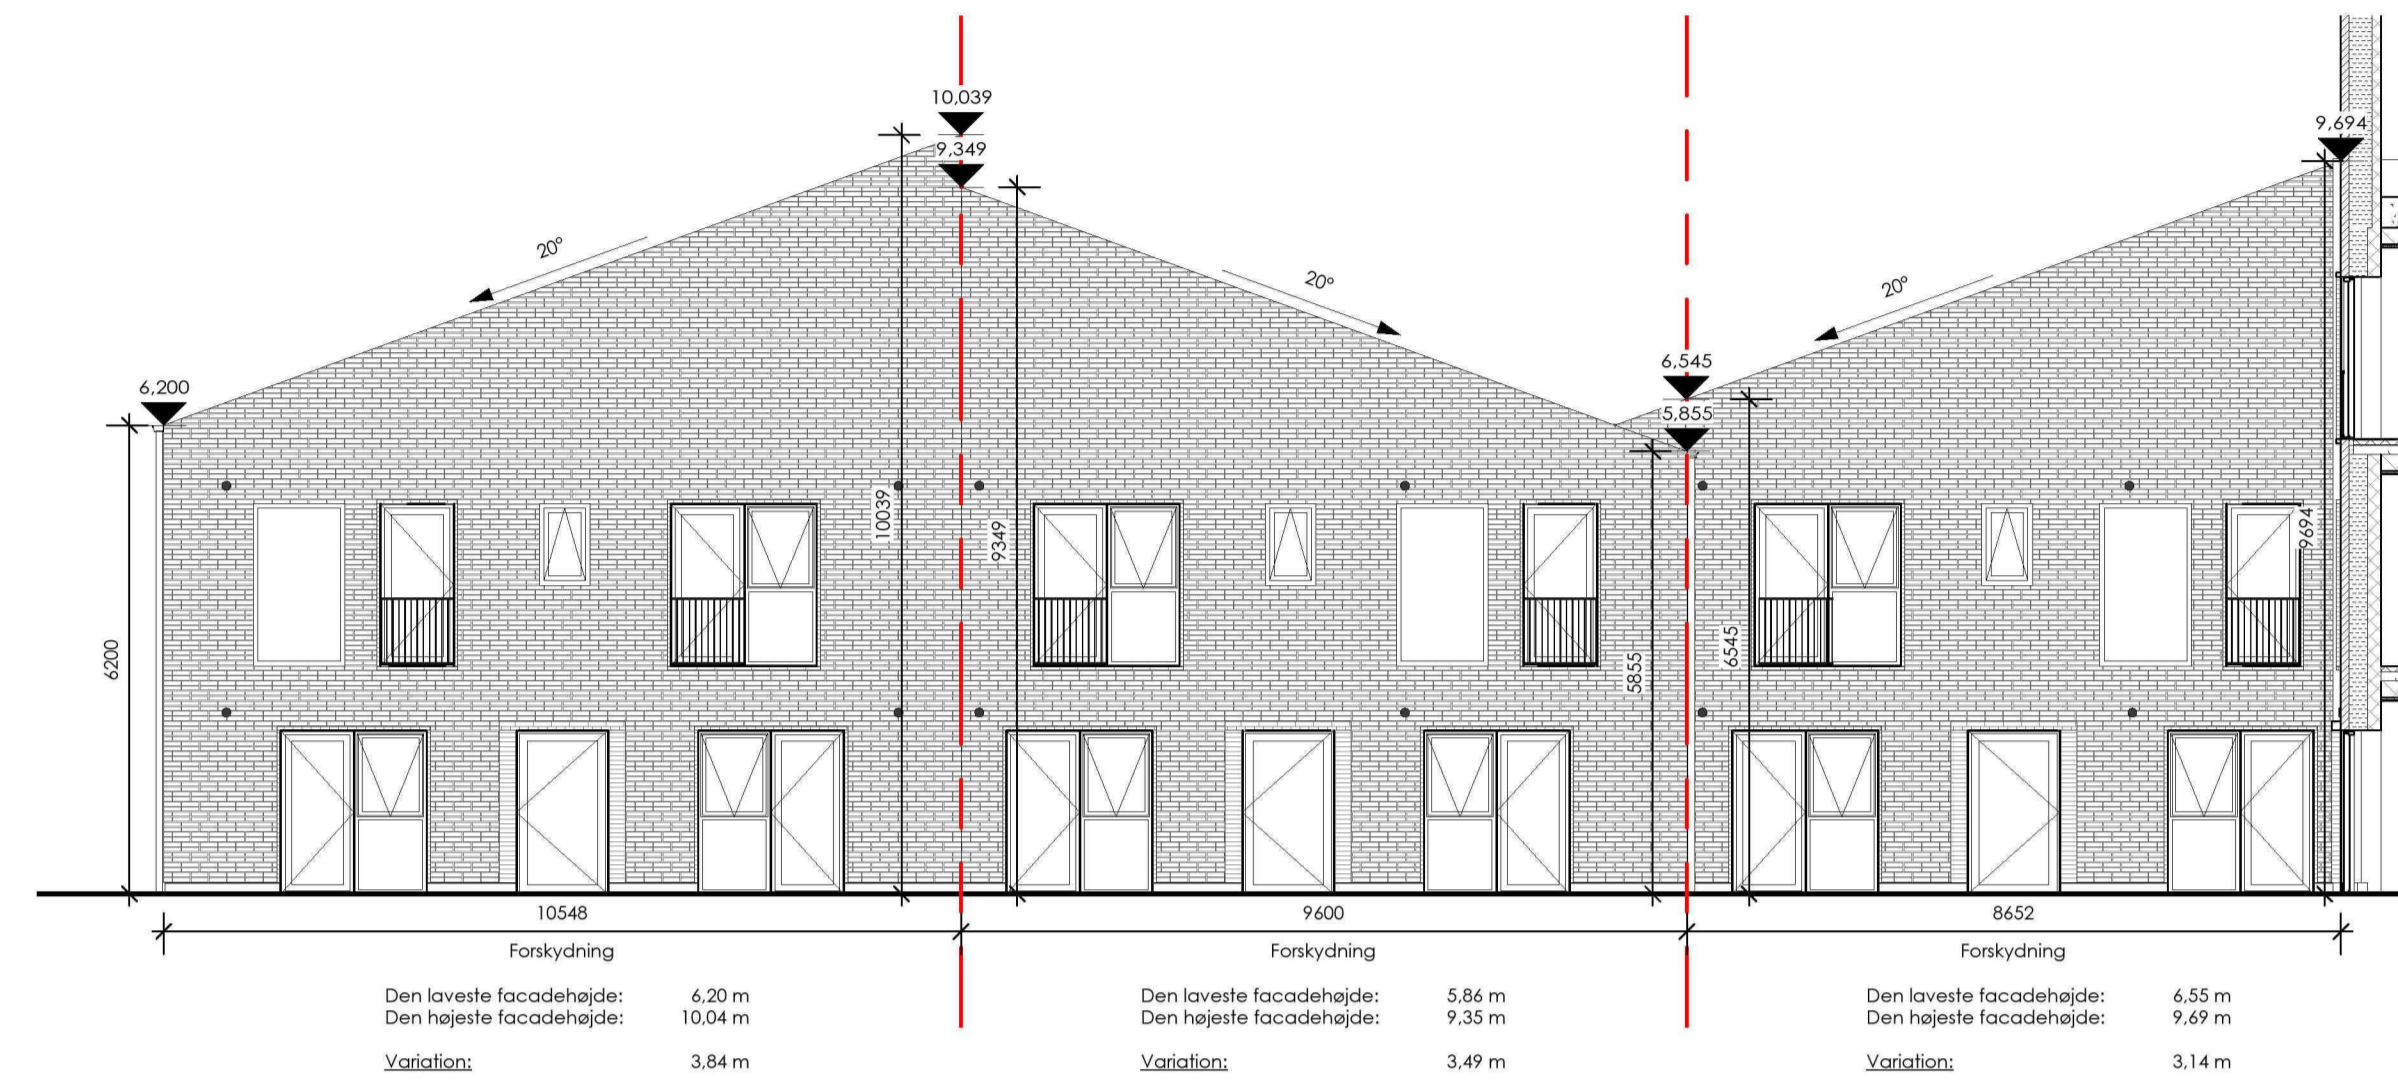 10,039
9,349
9,694
20°
20°
20°
6,200
6,545
5,855
10039
9349
9694
6200
5855
6545
10548
9600
8652
Forskydning
Forskydning
Forskydning
Den laveste facadehøjde: 6,20 m
Den højeste facadehøjde: 10,04 m
Variation: 3,84 m
Den laveste facadehøjde: 5,86 m
Den højeste facadehøjde: 9,35 m
Variation: 3,49 m
Den laveste facadehøjde: 6,55 m
Den højeste facadehøjde: 9,69 m
Variation: 3,14 m